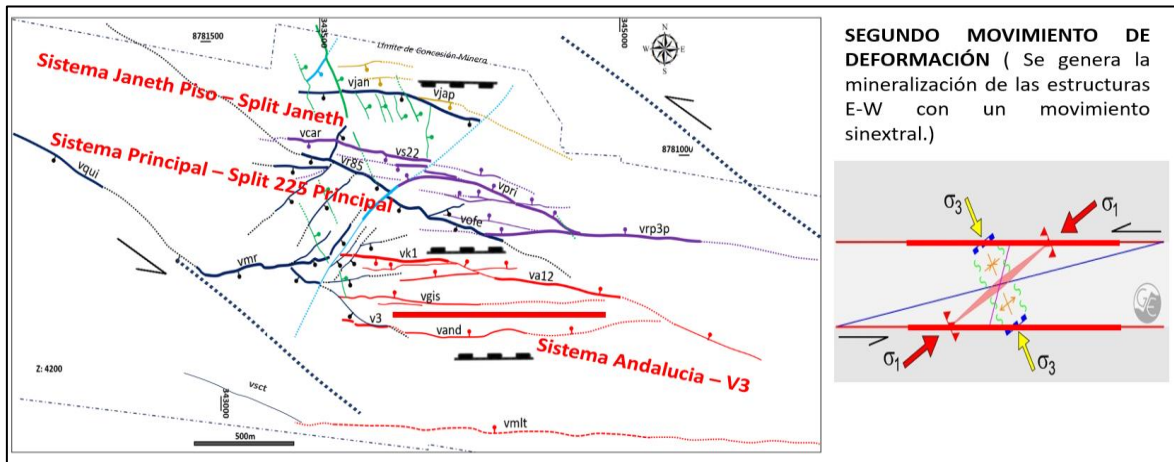 343500
8781500
345000
N
W E
S
Límite de Concesión Minera
Sistema Janeth Piso – Split Janeth
vjan
vjap
878100
vcar
vs22
Sistema Principal – Split 225 Principal
vr85
vqui
vpri
vofe
vrp3p
vmr
vk1
va12
vgis
v3
vand
Sistema Andalucia – V3
Z: 4200
vsct
343000
vmlt
500m
SEGUNDO MOVIMIENTO DE
DEFORMACIÓN ( Se genera la
mineralización de las estructuras
E-W con un movimiento
sinextral.)
σ3
σ1
σ1
σ3